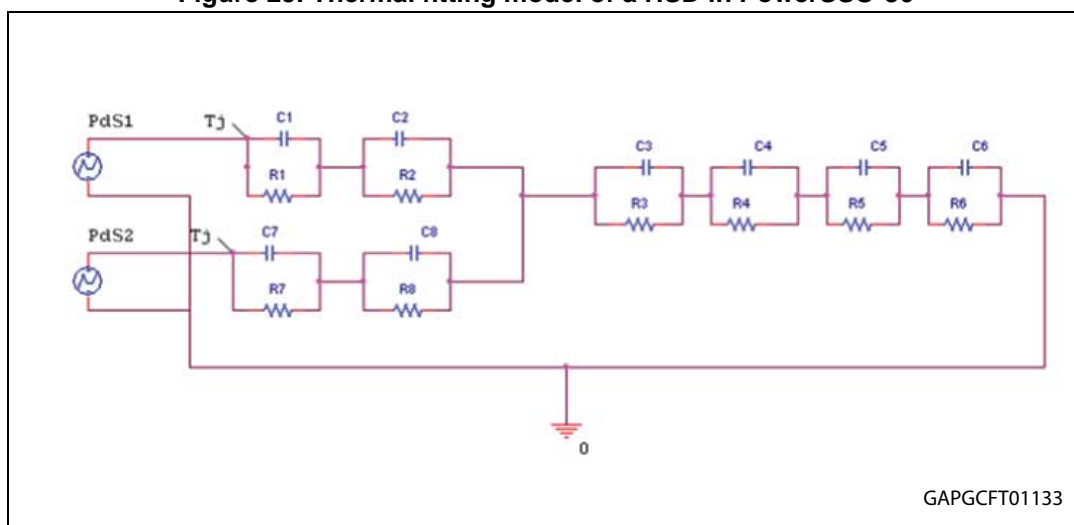 PdS1
Tj
C1
C2
R1
R2
C3
C4
C5
C6
R3
R4
R5
R6
PdS2
Tj
C7
C8
R7
R8
0
GAPGCFT01133